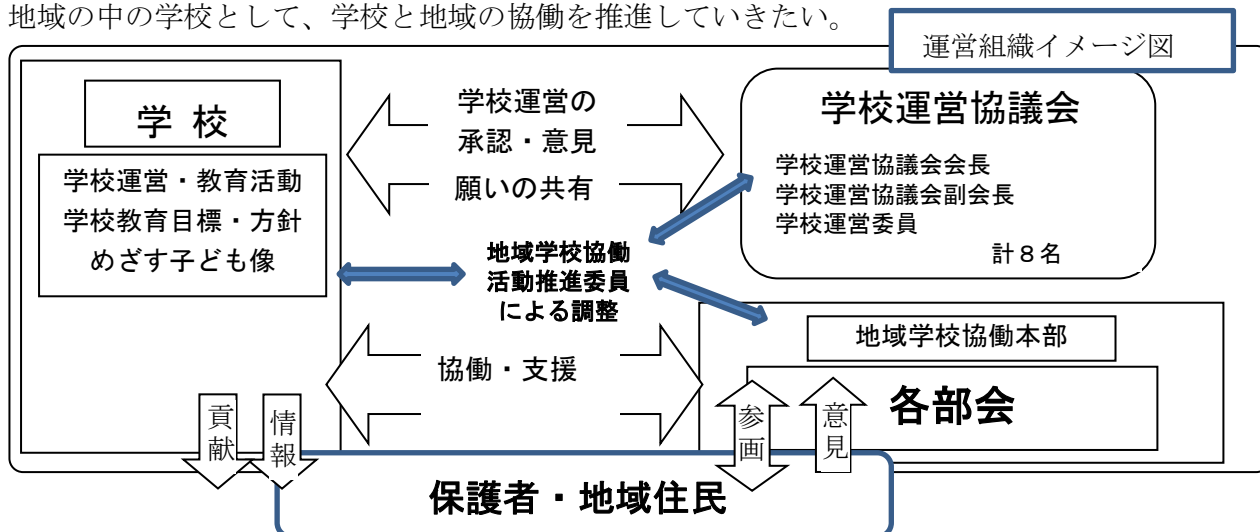 地域の中の学校として、学校と地域の協働を推進していきたい。
運営組織イメージ図
学 校
学校運営・教育活動
学校教育目標・方針
めざす子ども像
学校運営の
承認・意見
願いの共有
学校運営協議会
学校運営協議会会長
学校運営協議会副会長
学校運営委員
計８名
地域学校協働
活動推進委員
による調整
協働・支援
地域学校協働本部
各部会
貢献
情報
参画
意見
保護者・地域住民